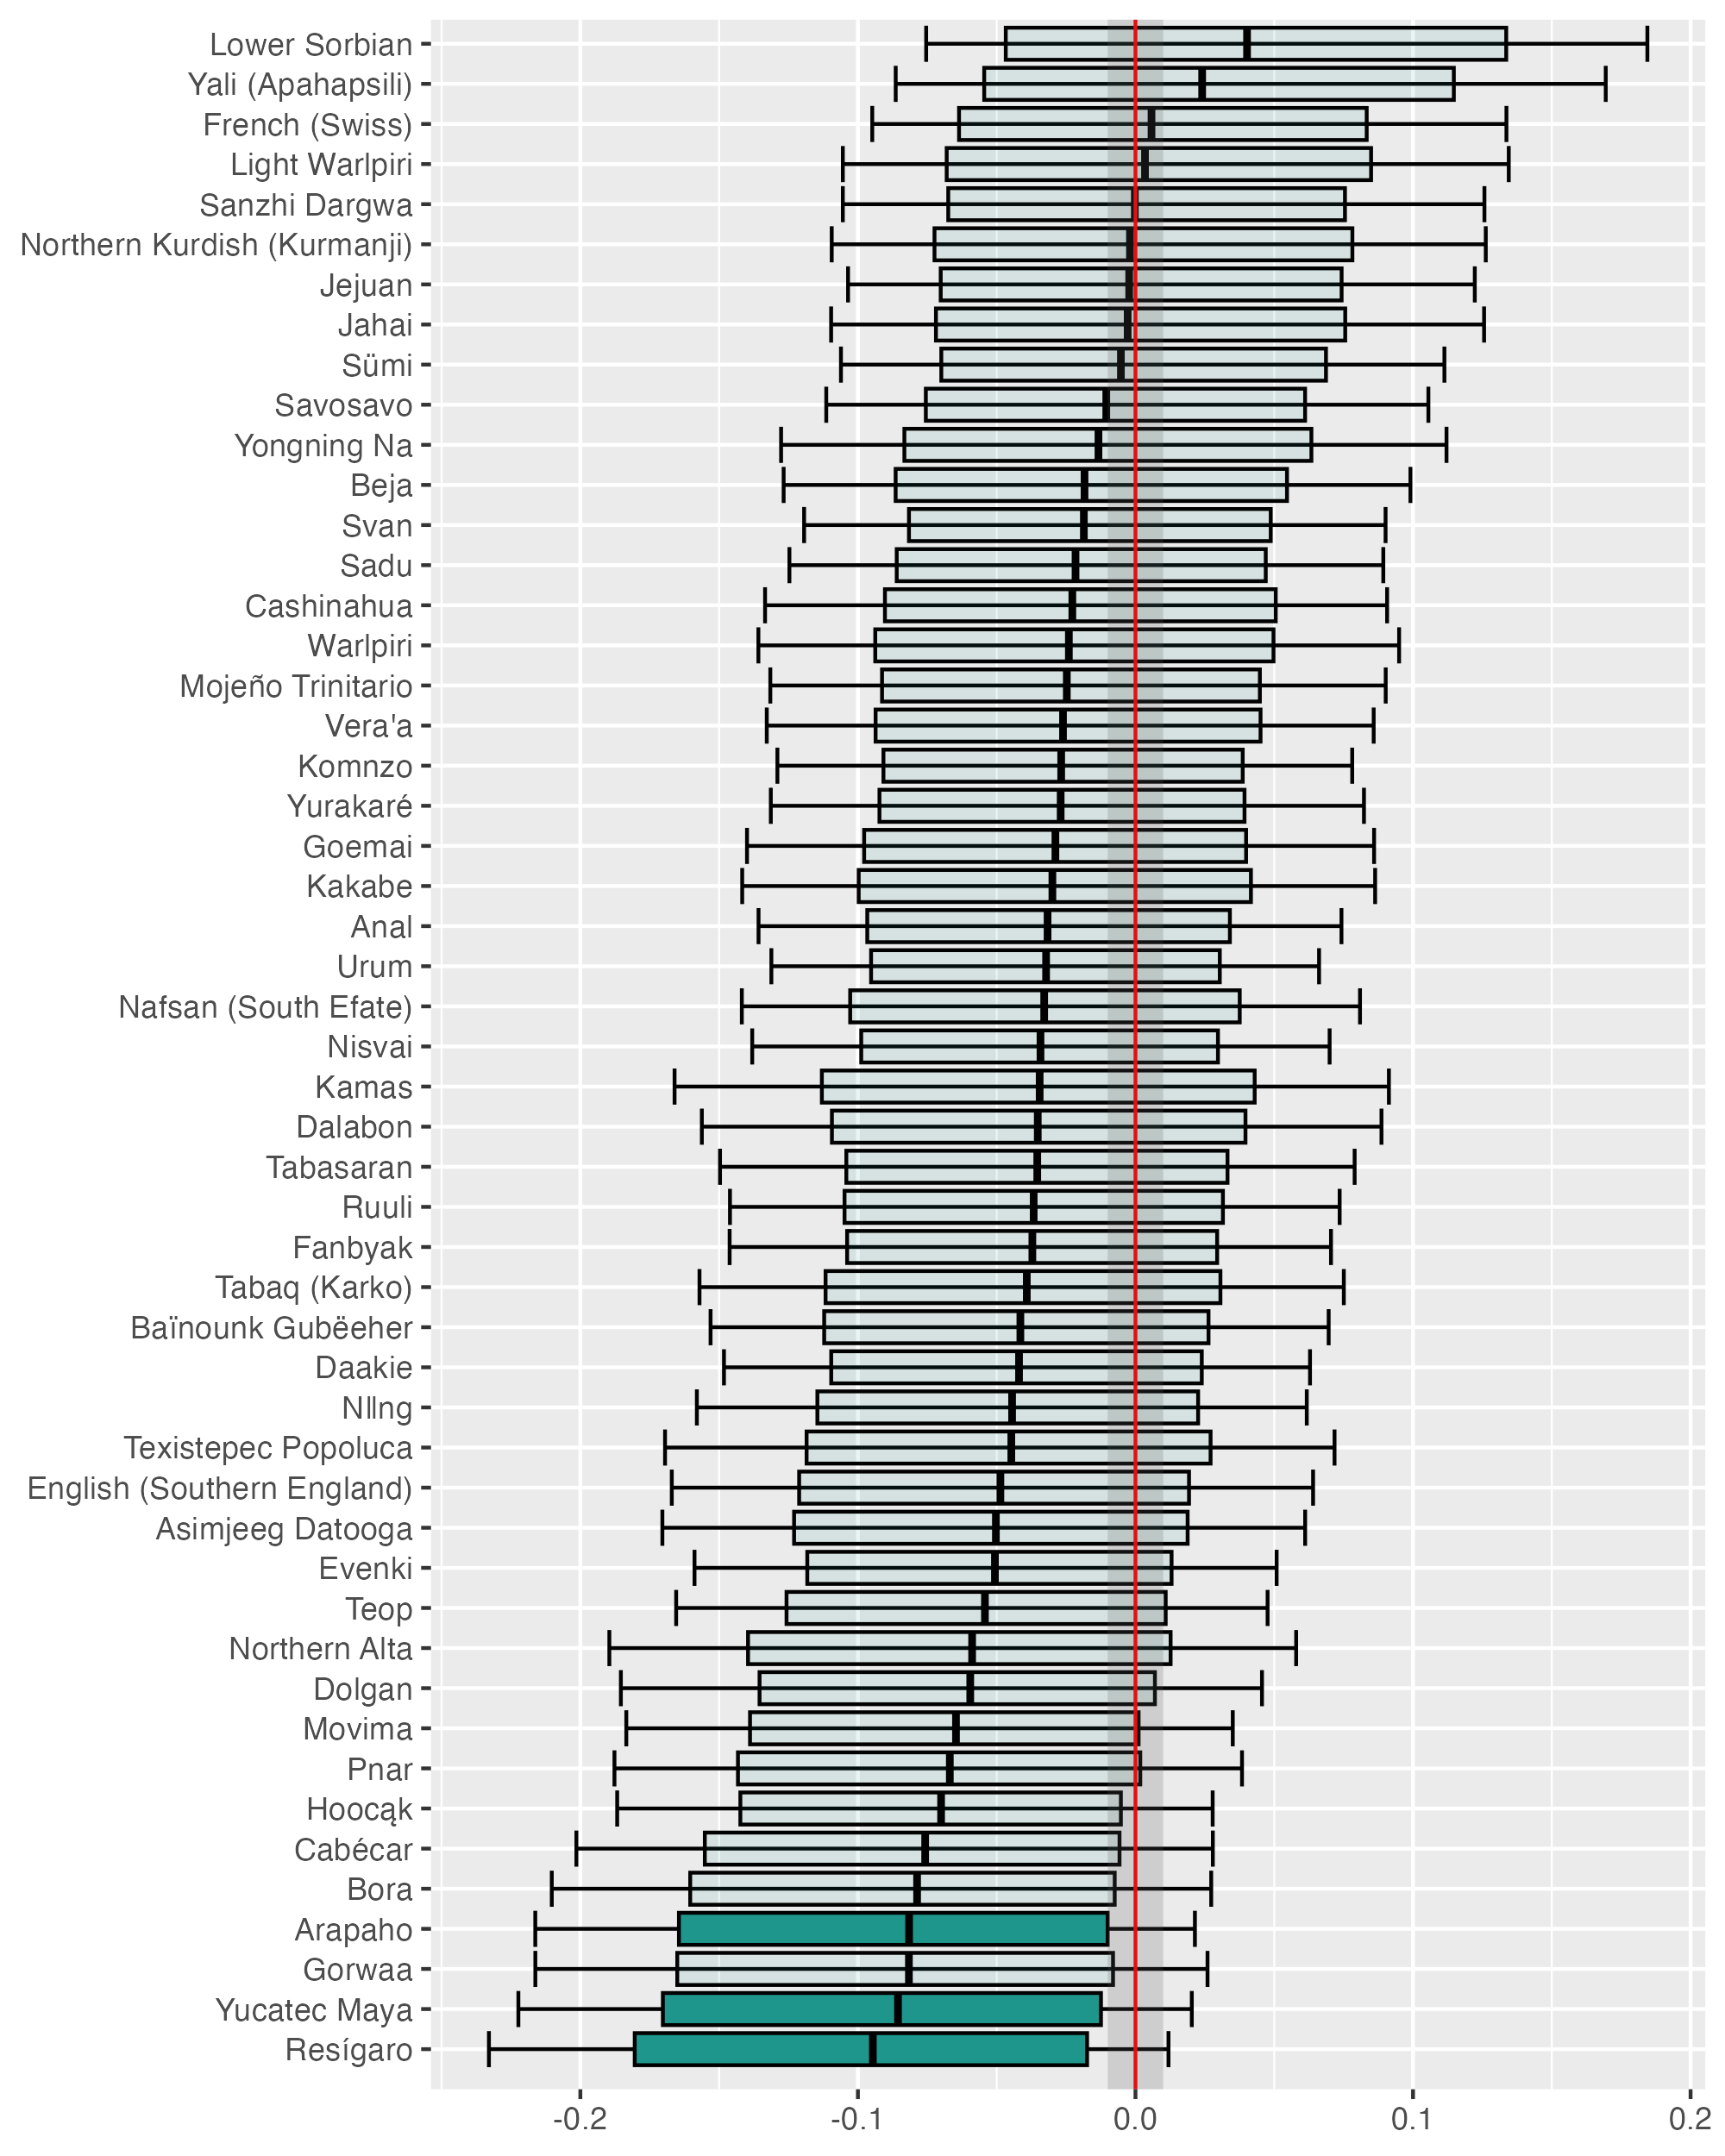 Lower Sorbian
Yali (Apahapsili)
French (Swiss)
Light Warlpiri
Sanzhi Dargwa
Northern Kurdish (Kurmanji)
Jejuan
Jahai
Sümi
Savosavo
Yongning Na
Beja
Svan
Sadu
Cashinahua
Warlpiri
Mojeño Trinitario
Vera'a
Komnzo
Yurakaré
Goemai
Kakabe
Anal
Urum
Nafsan (South Efate)
Nisvai
Kamas
Dalabon
Tabasaran
Ruuli
Fanbyak
Tabaq (Karko)
Baïnounk Gubëeher
Daakie
Nǁng
Texistepec Popoluca
English (Southern England)
Asimjeeg Datooga
Evenki
Teop
Northern Alta
Dolgan
Movima
Pnar
Hoocąk
Cabécar
Bora
Arapaho
Gorwaa
Yucatec Maya
Resígaro
-0.2 -0.1 0.0 0.1 0.2